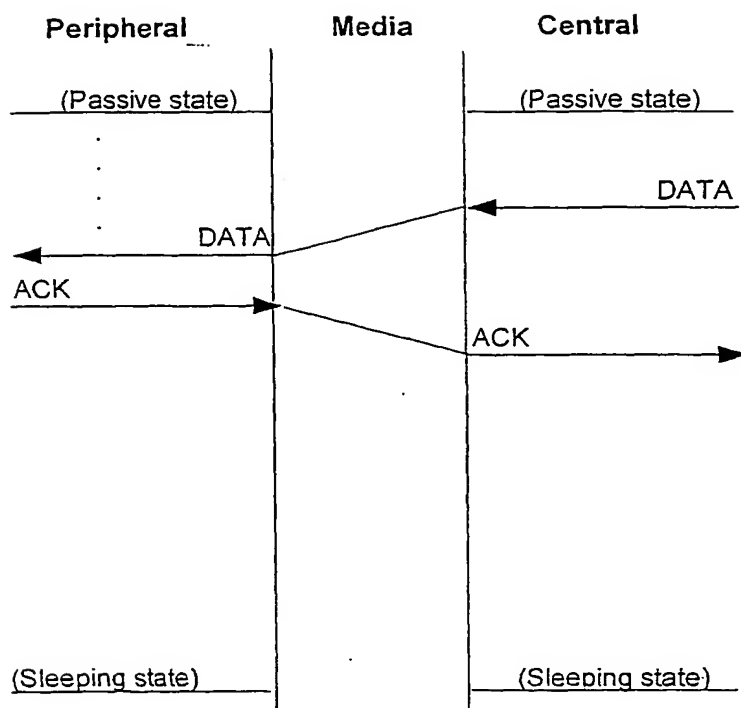 Peripheral Media Central
(Passive state) (Passive state)
DATA
DATA
ACK
ACK
(Sleeping state) (Sleeping state)